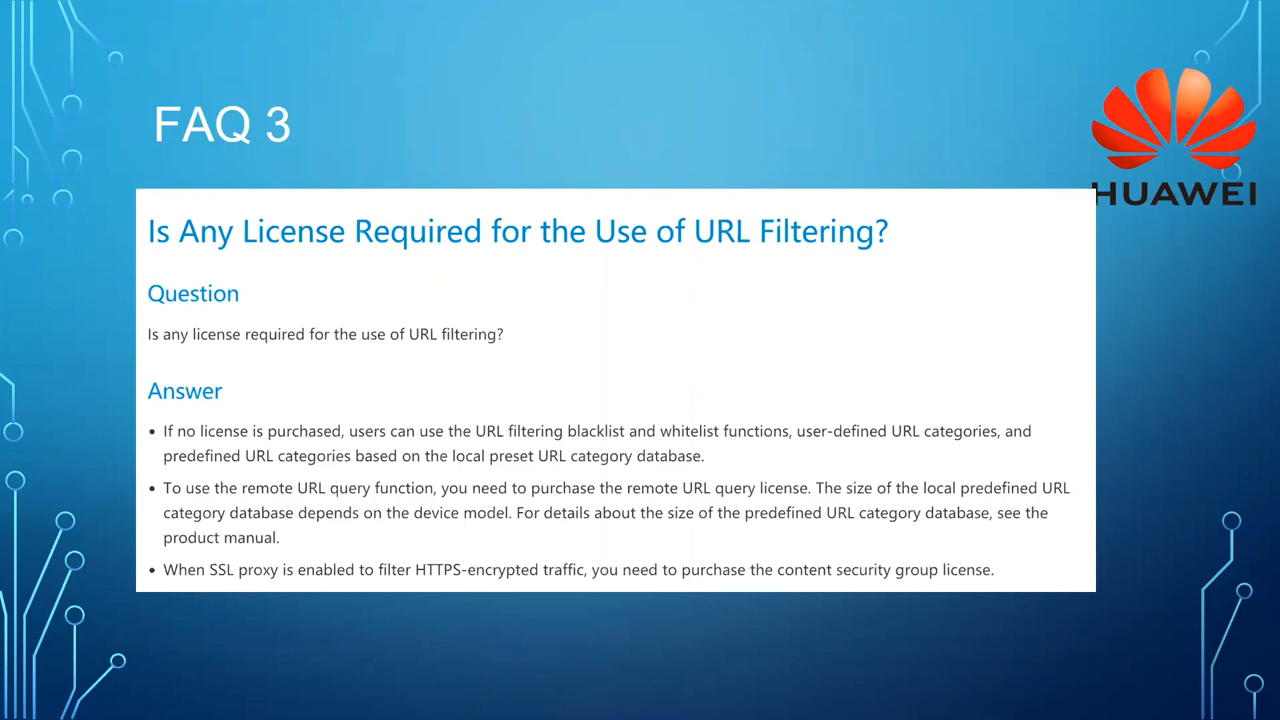 FAQ 3
HUAWEI
Is Any License Required for the Use of URL Filtering?
Question
Is any license required for the use of URL filtering?
Answer
• If no license is purchased, users can use the URL filtering blacklist and whitelist functions, user-defined URL categories, and
predefined URL categories based on the local preset URL category database.
• To use the remote URL query function, you need to purchase the remote URL query license. The size of the local predefined URL
category database depends on the device model. For details about the size of the predefined URL category database, see the
product manual.
• When SSL proxy is enabled to filter HTTPS-encrypted traffic, you need to purchase the content security group license.